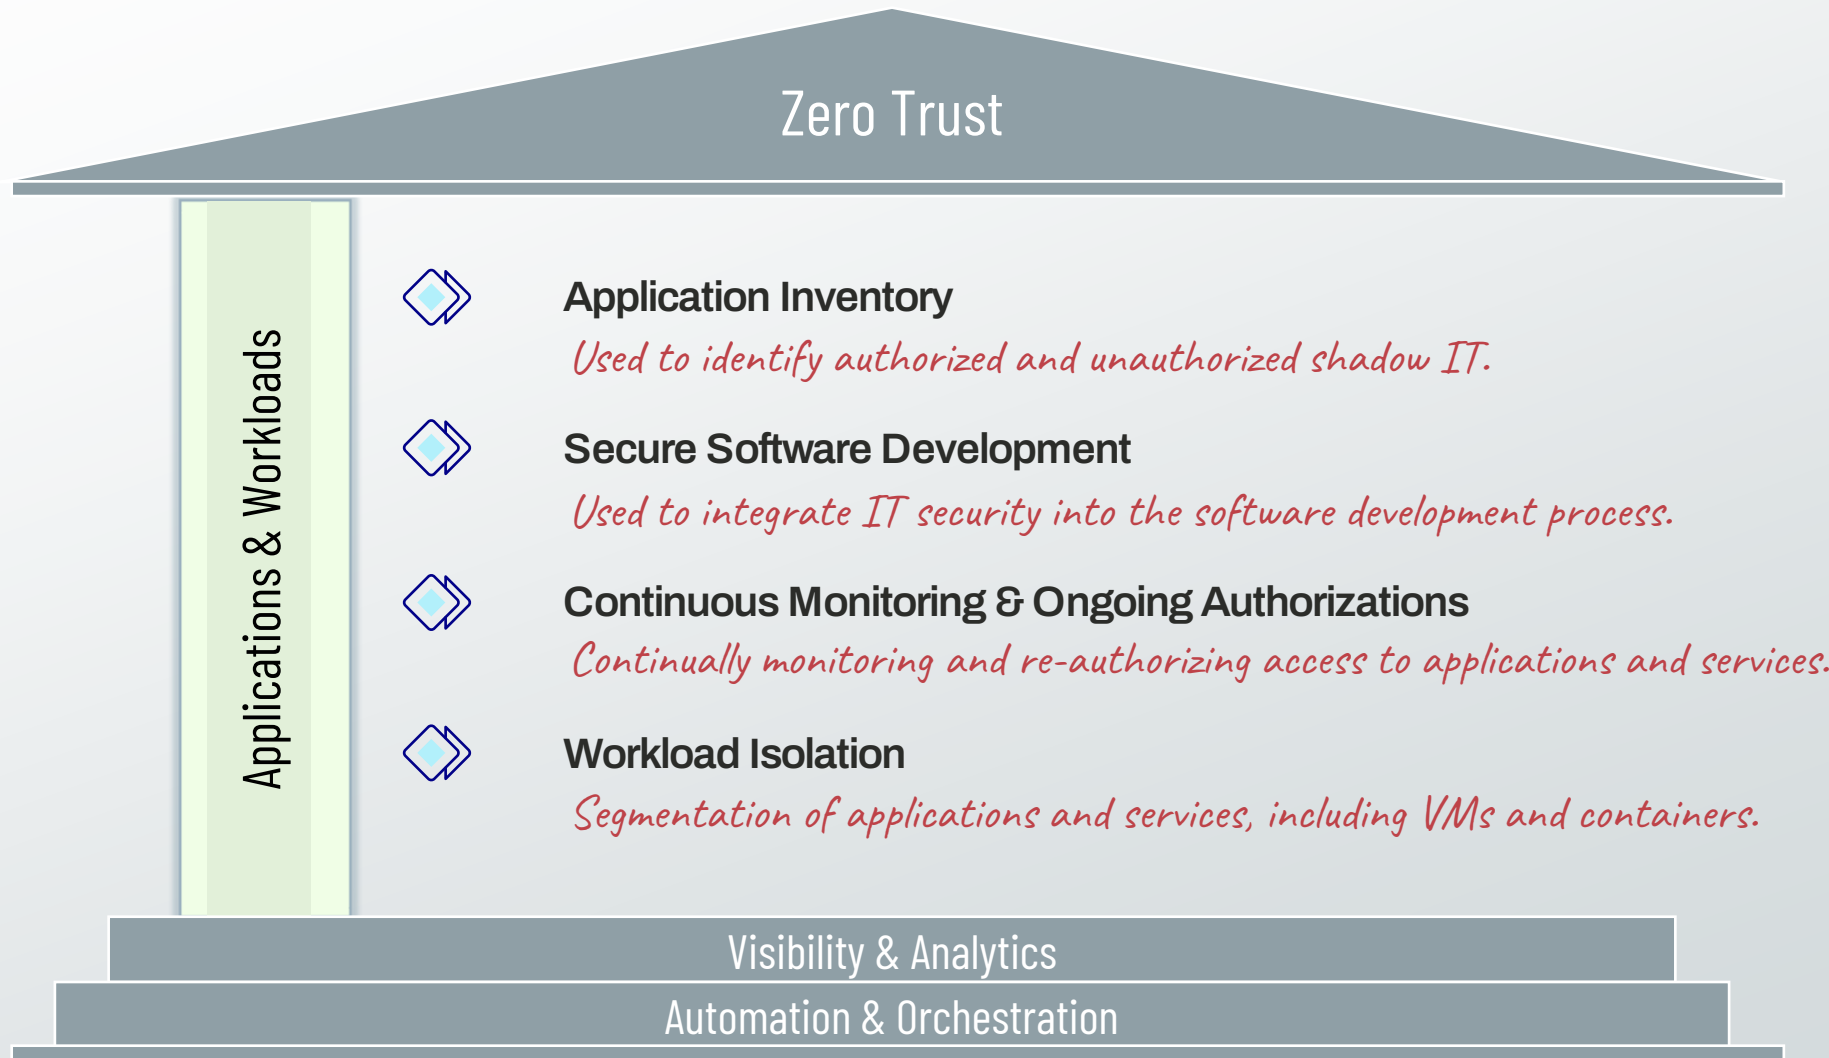 Zero Trust
Applications & Workloads
Application Inventory
Used to identify authorized and unauthorized shadow IT.
Secure Software Development
Used to integrate IT security into the software development process.
Continuous Monitoring & Ongoing Authorizations
Continually monitoring and re-authorizing access to applications and services.
Workload Isolation
Segmentation of applications and services, including VMs and containers.
Visibility & Analytics
Automation & Orchestration